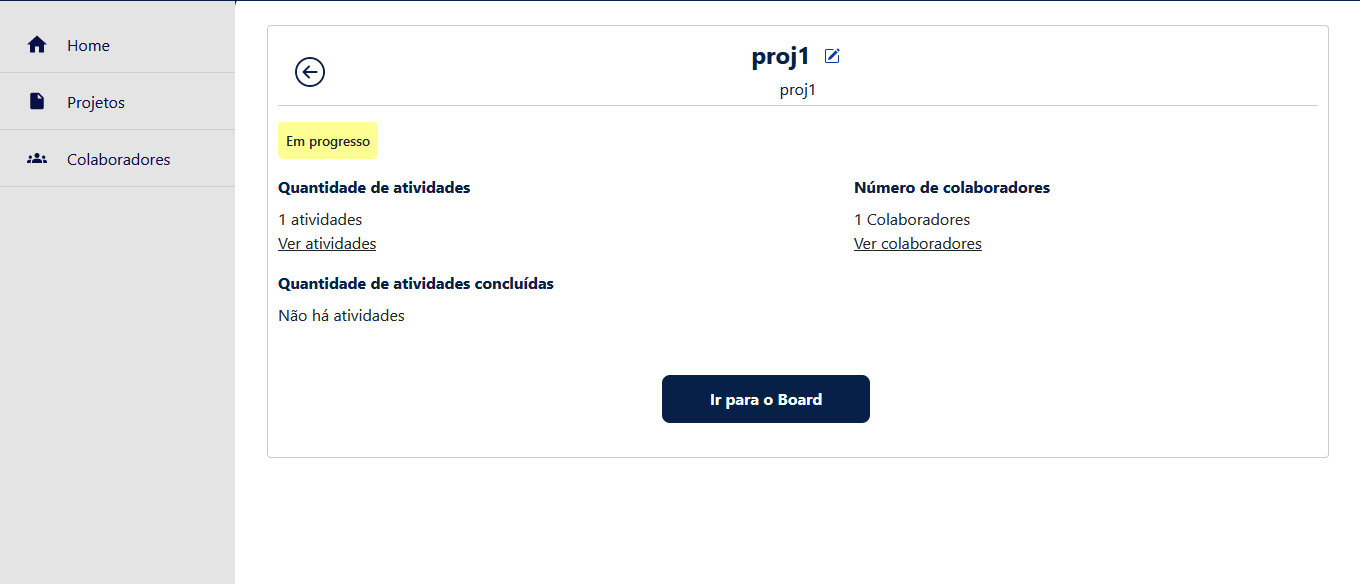 Home
Projetos
Colaboradores
proj1
proj1
Em progresso
Quantidade de atividades
1 atividades
Ver atividades
Número de colaboradores
1 Colaboradores
Ver colaboradores
Quantidade de atividades concluídas
Não há atividades
Ir para o Board